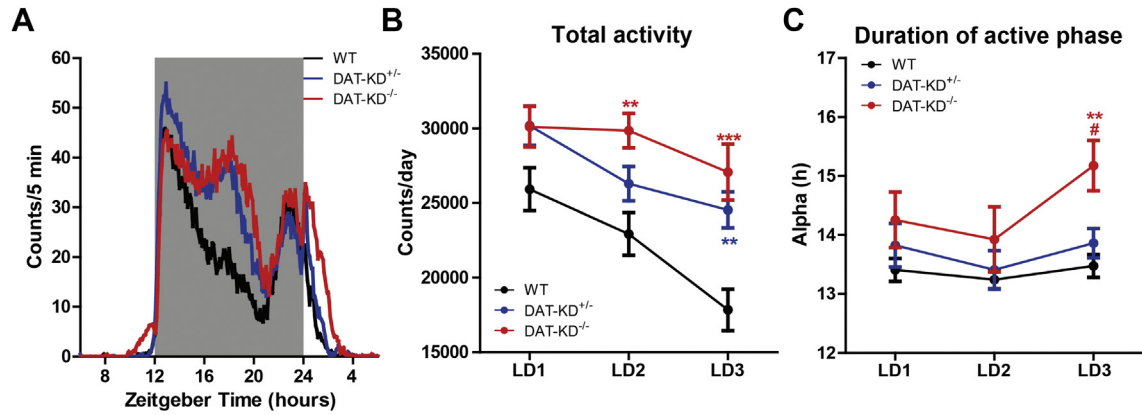 A
WT
DAT-KD+/-
DAT-KD-/-
60
50
40
30
20
10
0
Counts/5 min
8 12 16 20 24 4
Zeitgeber Time (hours)
B
Total activity
35000
30000
25000
20000
15000
Counts/day
**
***
**
WT
DAT-KD+/-
DAT-KD-/-
LD1 LD2 LD3
C
Duration of active phase
WT
DAT-KD+/-
DAT-KD-/-
17
16
15
14
13
12
Alpha (h)
**
#
LD1 LD2 LD3